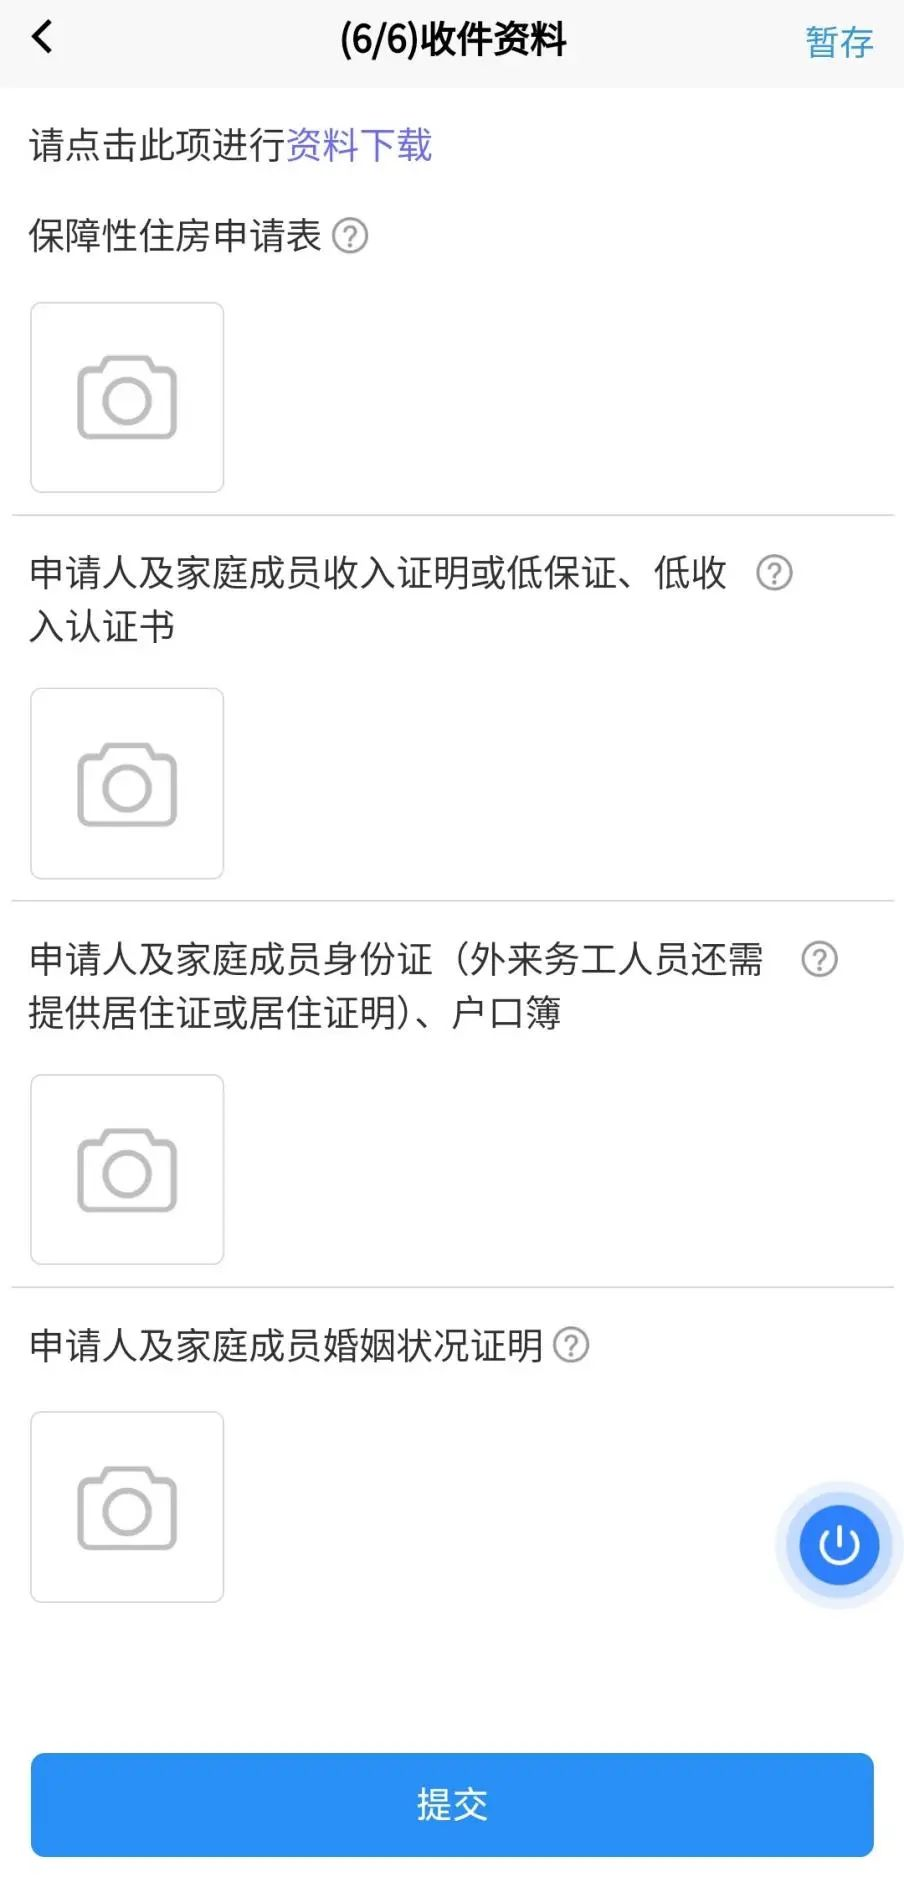 (6/6)收件资料
暂存
请点击此项进行资料下载
保障性住房申请表
申请人及家庭成员收入证明或低保证、低收
入认证书
申请人及家庭成员身份证（外来务工人员还需
提供居住证或居住证明）、户口簿
申请人及家庭成员婚姻状况证明
提交